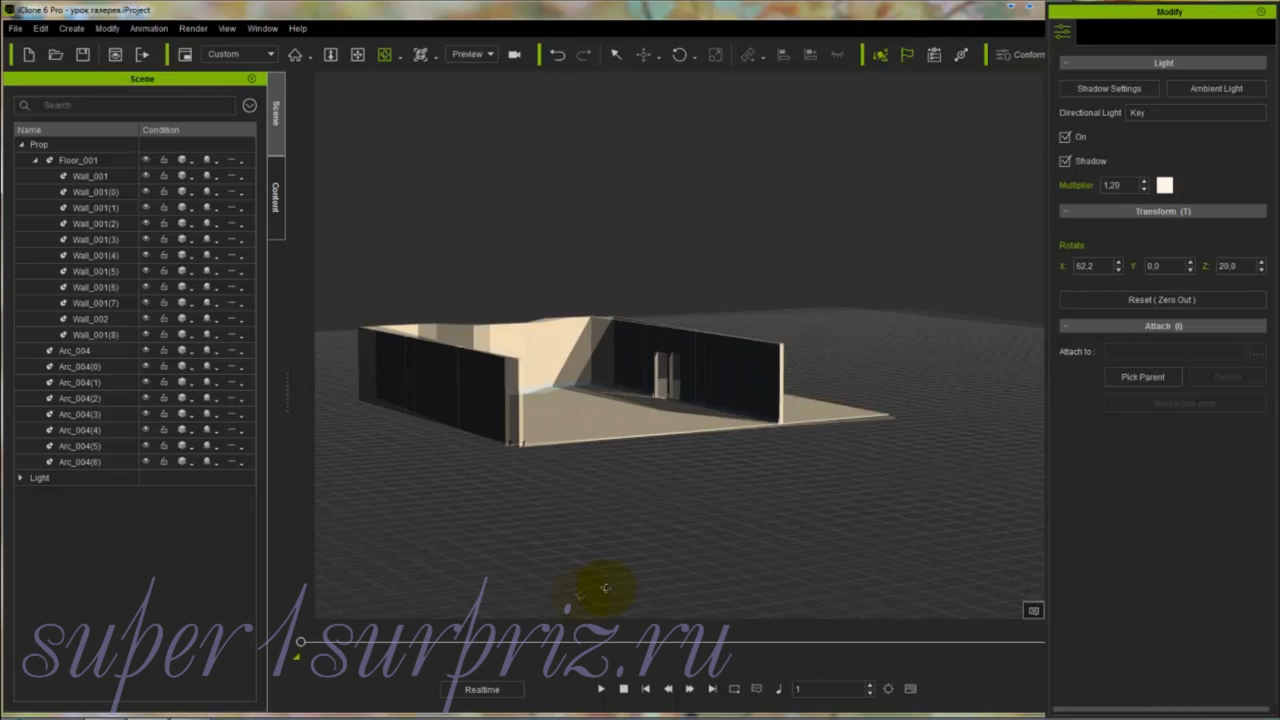 iClone 6 Pro - урок галерея.iProject
File Edit Create Modify Animation Render View Window Help
Custom
Preview
Conform
Scene
Search
Name Condition
Prop
Floor_001
Wall_001
Wall_001(0)
Wall_001(1)
Wall_001(2)
Wall_001(3)
Wall_001(4)
Wall_001(5)
Wall_001(6)
Wall_001(7)
Wall_002
Wall_001(8)
Arc_004
Arc_004(0)
Arc_004(1)
Arc_004(2)
Arc_004(3)
Arc_004(4)
Arc_004(5)
Arc_004(6)
Light
Scene
Content
super1surpriz.ru
Realtime
1
Modify
Light
Shadow Settings Ambient Light
Directional Light Key
On
Shadow
Multiplier 1,20
Transform (T)
Rotate:
X: 62,2 Y: 0,0 Z: 20,0
Reset ( Zero Out )
Attach (I)
Attach to :
Pick Parent